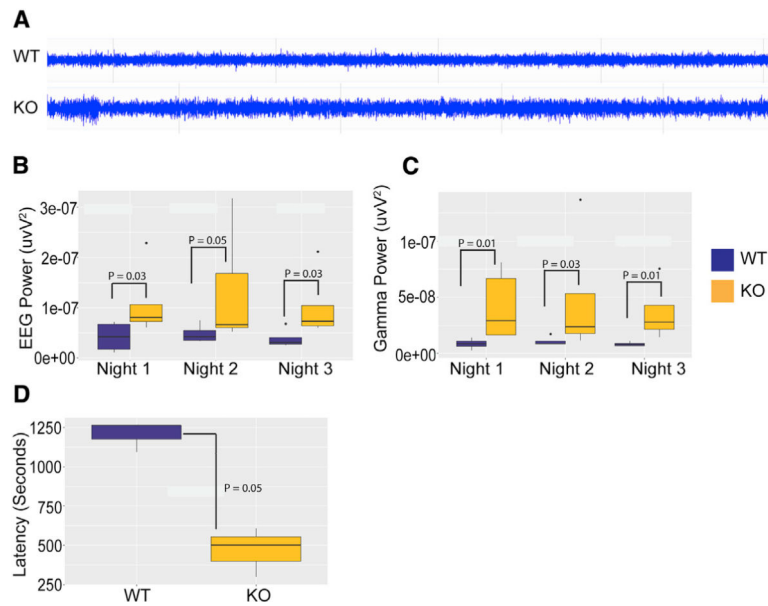 A
WT
KO
B
EEG Power (uvV²)
3e-07
2e-07
1e-07
0e+00
P = 0.03
P = 0.05
P = 0.03
Night 1
Night 2
Night 3
C
Gamma Power (uvV²)
1e-07
5e-08
0e+00
P = 0.01
P = 0.03
P = 0.01
Night 1
Night 2
Night 3
WT
KO
D
Latency (Seconds)
1250
1000
750
500
250
P = 0.05
WT
KO